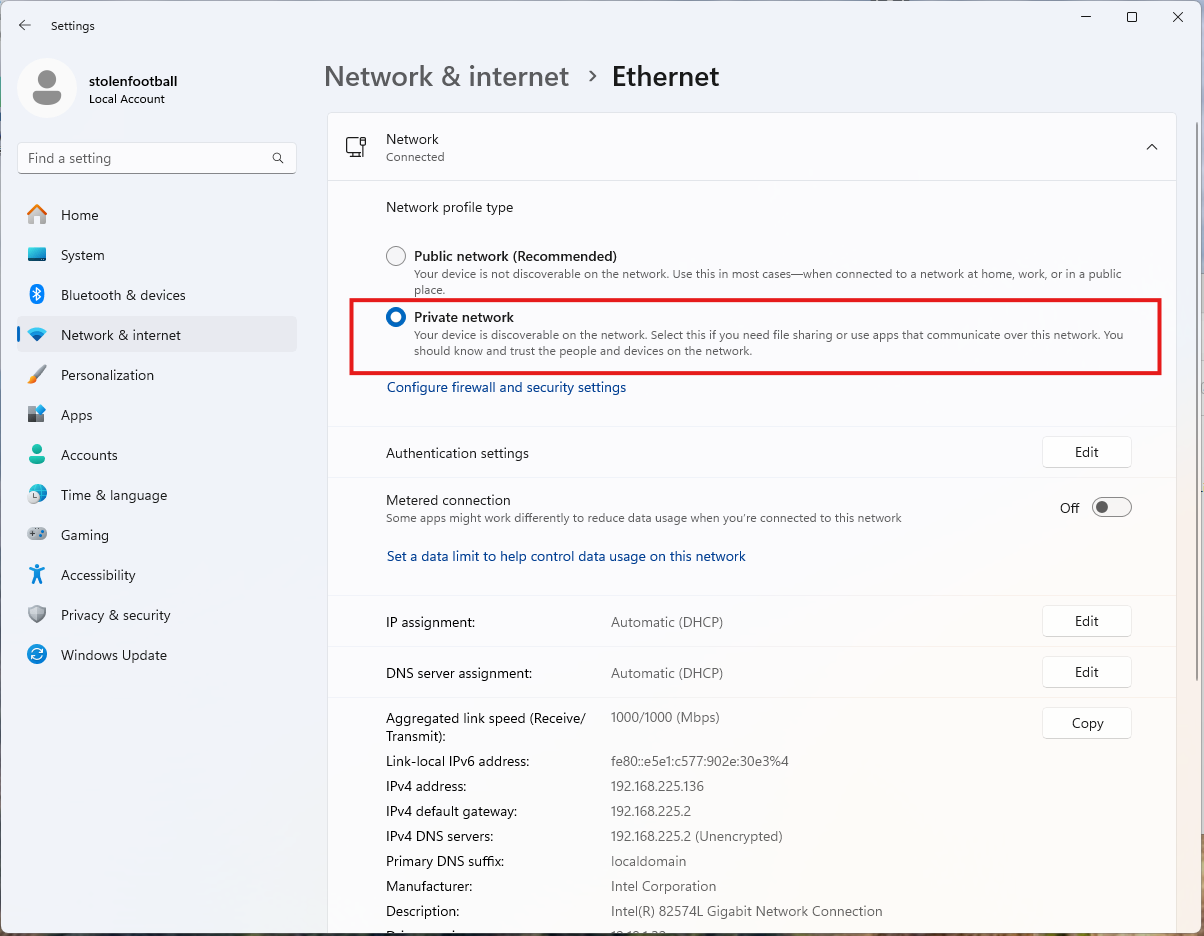 Settings
stolenfootball
Local Account
Find a setting
Home
System
Bluetooth & devices
Network & internet
Personalization
Apps
Accounts
Time & language
Gaming
Accessibility
Privacy & security
Windows Update
Network & internet › Ethernet
Network
Connected
Network profile type
Public network (Recommended)
Your device is not discoverable on the network. Use this in most cases—when connected to a network at home, work, or in a public
place.
Private network
Your device is discoverable on the network. Select this if you need file sharing or use apps that communicate over this network. You
should know and trust the people and devices on the network.
Configure firewall and security settings
Authentication settings Edit
Metered connection
Some apps might work differently to reduce data usage when you're connected to this network
Off
Set a data limit to help control data usage on this network
IP assignment: Automatic (DHCP) Edit
DNS server assignment: Automatic (DHCP) Edit
Aggregated link speed (Receive/ 1000/1000 (Mbps) Copy
Transmit):
Link-local IPv6 address: fe80::e5e1:c577:902e:30e3%4
IPv4 address: 192.168.225.136
IPv4 default gateway: 192.168.225.2
IPv4 DNS servers: 192.168.225.2 (Unencrypted)
Primary DNS suffix: localdomain
Manufacturer: Intel Corporation
Description: Intel(R) 82574L Gigabit Network Connection